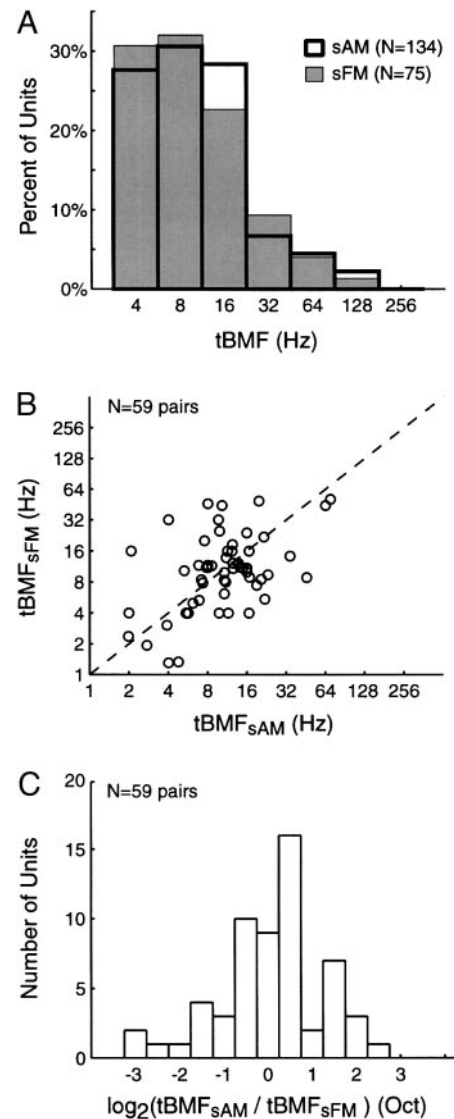 A
30%
20%
10%
0%
Percent of Units
sAM (N=134)
sFM (N=75)
4 8 16 32 64 128 256
tBMF (Hz)
B
N=59 pairs
256
128
64
32
16
8
4
2
1
tBMFsFM (Hz)
1 2 4 8 16 32 64 128 256
tBMFsAM (Hz)
C
N=59 pairs
20
15
10
5
0
Number of Units
-3 -2 -1 0 1 2 3
log2(tBMFsAM / tBMFsFM ) (Oct)